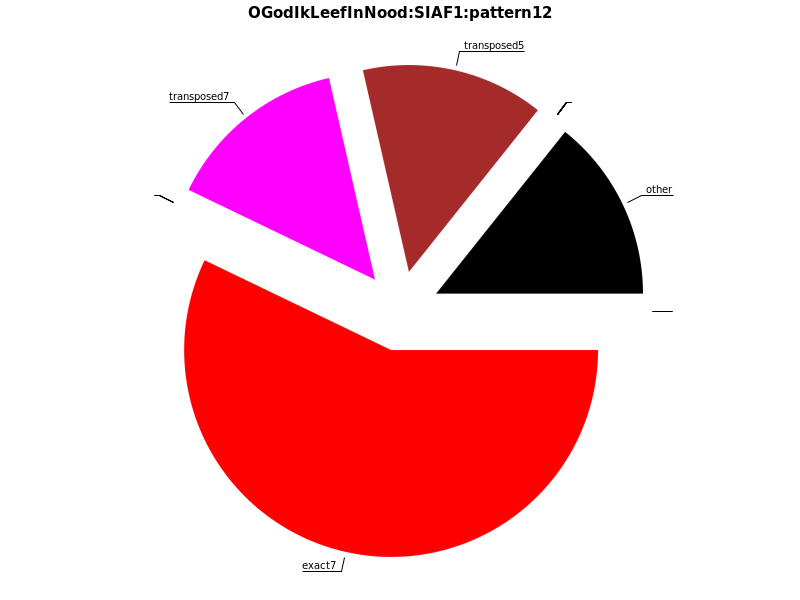 OGodIkLeefInNood:SIAF1:pattern12
transposed5
transposed7
other
exact7